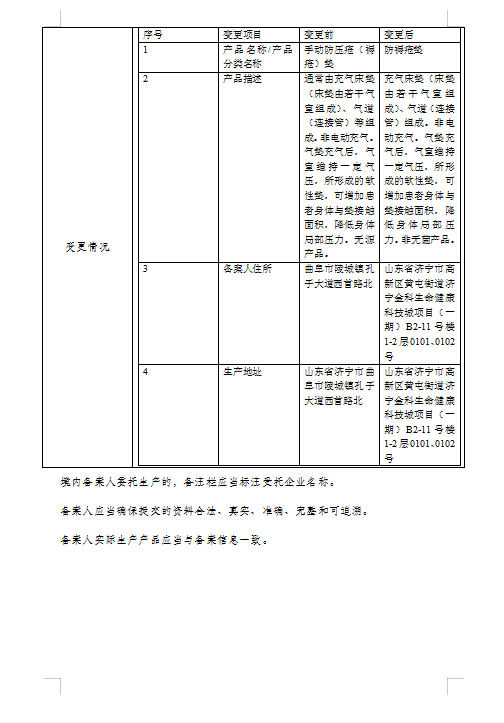 变更情况
序号 变更项目 变更前 变更后
1 产品名称/产品分类名称 手动防压疮（褥疮）垫 防褥疮垫
2 产品描述 通常由充气床垫（床垫由若干气室组成）、气道（连接管）等组成。非电动充气。气垫充气后，气室维持一定气压，所形成的软性垫，可增加患者身体与垫接触面积，降低身体局部压力。无源产品。 充气床垫（床垫由若干气室组成）、气道（连接管）组成。非电动充气。气垫充气后，气室维持一定气压，所形成的软性垫，可增加患者身体与垫接触面积，降低身体局部压力。非无菌产品。
3 备案人住所 曲阜市陵城镇孔子大道西首路北 山东省济宁市高新区黄屯街道济宁金科生命健康科技城项目（一期）B2-11号楼1-2层0101、0102号
4 生产地址 山东省济宁市曲阜市陵城镇孔子大道西首路北 山东省济宁市高新区黄屯街道济宁金科生命健康科技城项目（一期）B2-11号楼1-2层0101、0102号
境内备案人委托生产的，备注栏应当标注受托企业名称。
备案人应当确保提交的资料合法、真实、准确、完整和可追溯。
备案人实际生产产品应当与备案信息一致。